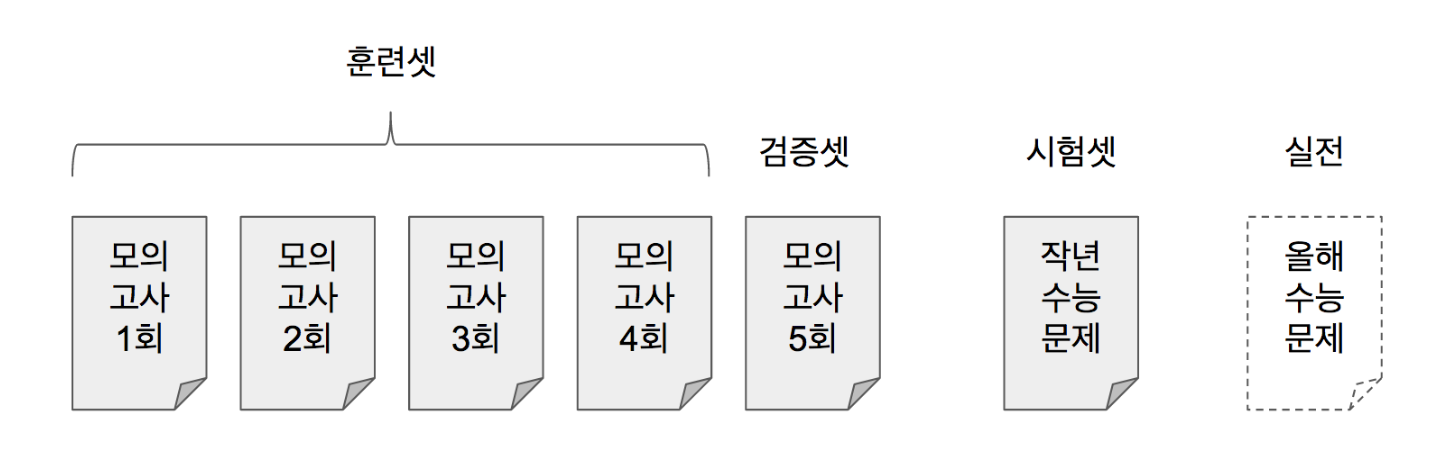 훈련셋
검증셋
시험셋
실전
모의
고사
1회
모의
고사
2회
모의
고사
3회
모의
고사
4회
모의
고사
5회
작년
수능
문제
올해
수능
문제